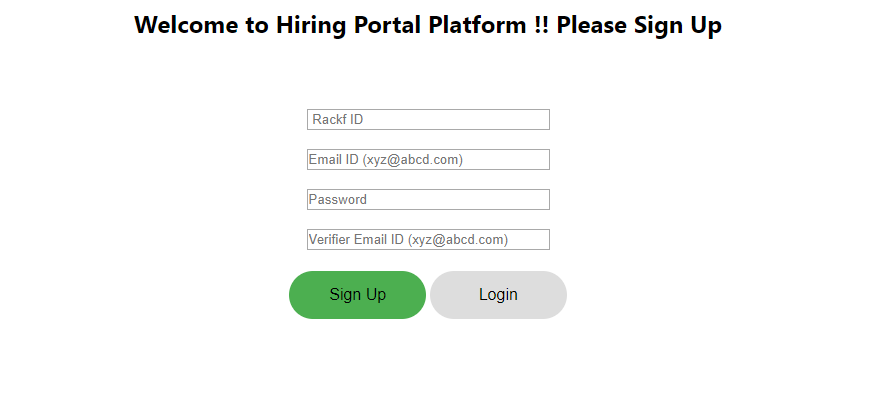 Welcome to Hiring Portal Platform !! Please Sign Up
Rackf ID
Email ID (xyz@abcd.com)
Password
Verifier Email ID (xyz@abcd.com)
Sign Up Login